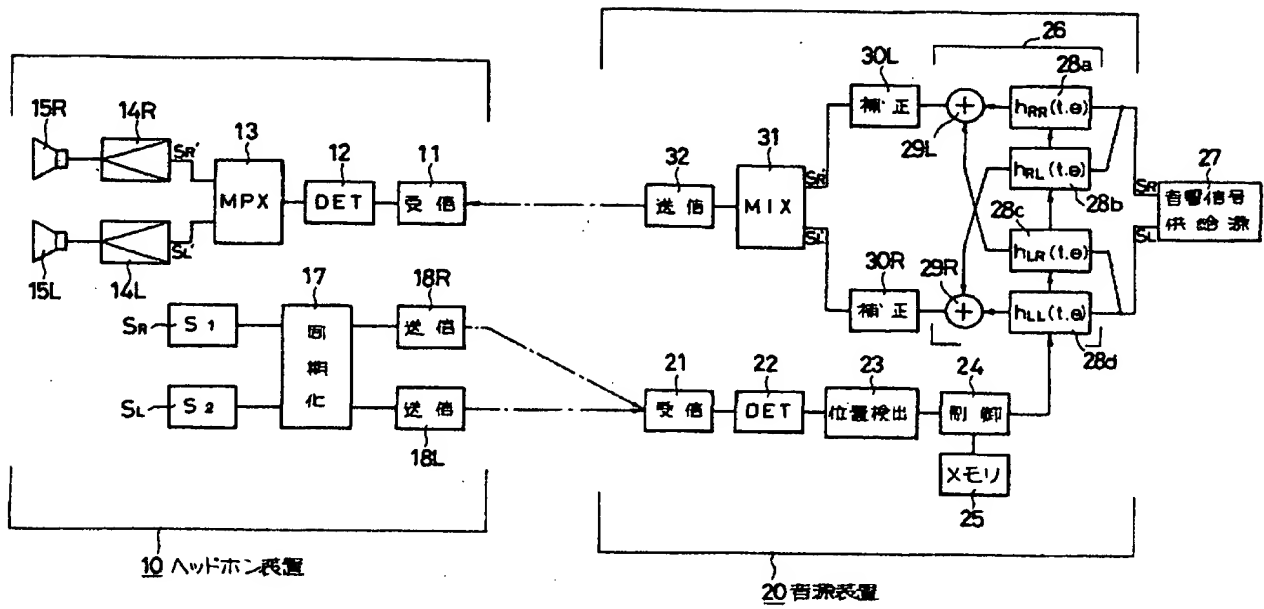 26
30L
28a
15R
14R
13
SR'
MPX
12
DET
11
受信
32
送信
31
MIX
SR'
SL'
補正
+
29L
hRR(t.θ)
hRL(t.θ)
28b
28c
hLR(t.θ)
SR
SL
27
音響信号
供給源
SL'
15L
14L
30R
補正
29R
+
hLL(t.θ)
28d
17
同期化
18R
送信
SR
S1
SL
S2
送信
18L
21
受信
22
DET
23
位置検出
24
制御
メモリ
25
10 ヘッドホン装置
20 音源装置